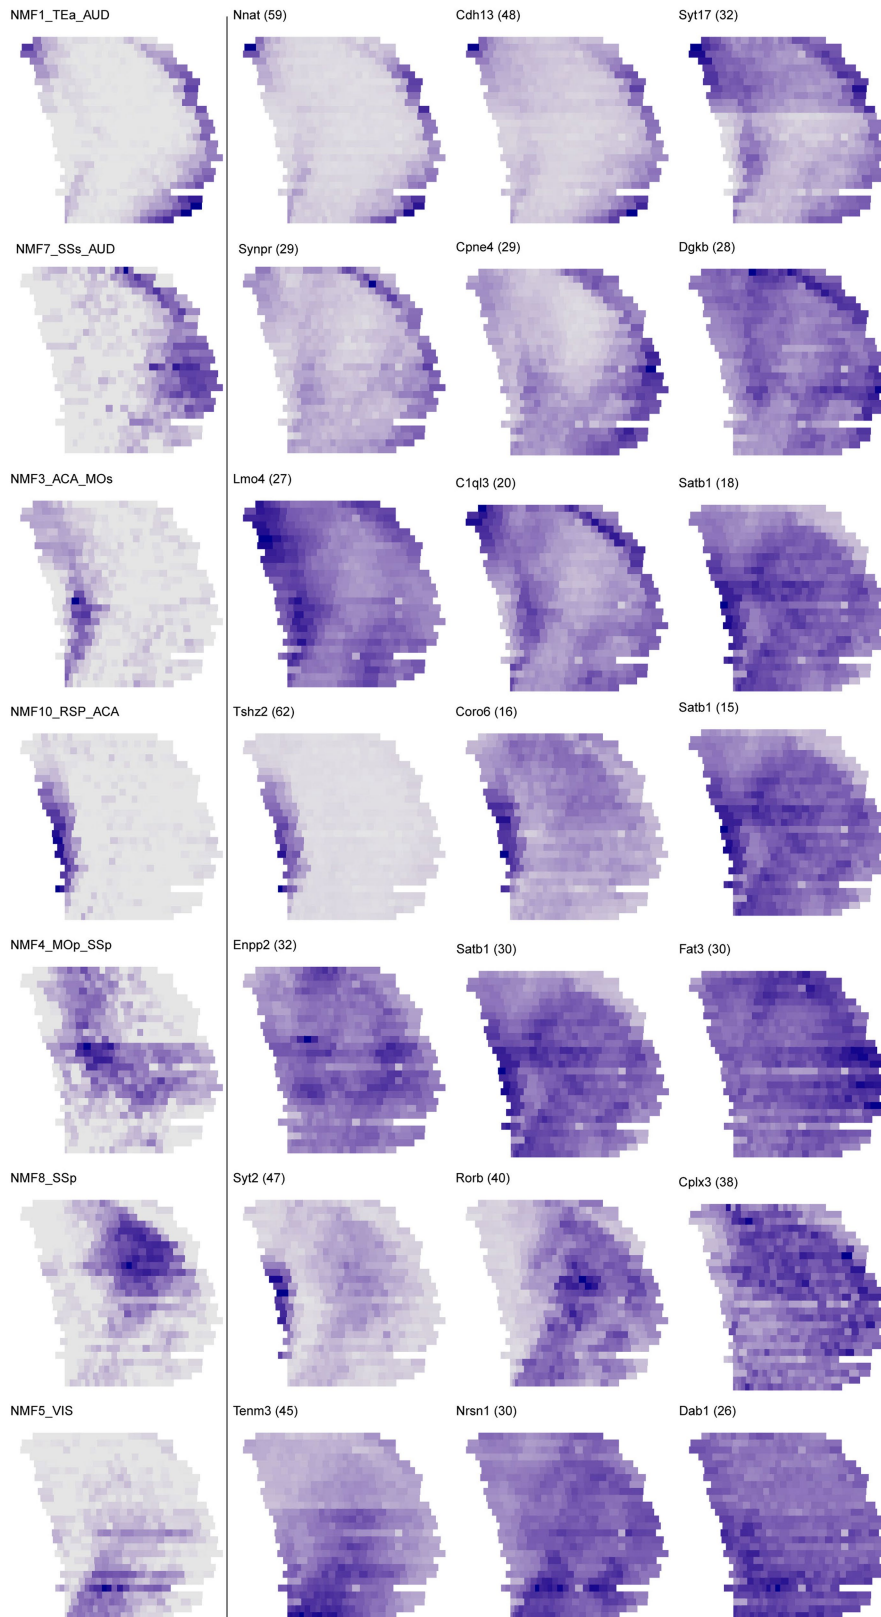 NMF1_TEa_AUD Nnat (59) Cdh13 (48) Syt17 (32)
NMF7_SSs_AUD Synpr (29) Cpne4 (29) Dgkb (28)
NMF3_ACA_MOs Lmo4 (27) C1ql3 (20) Satb1 (18)
NMF10_RSP_ACA Tshz2 (62) Coro6 (16) Satb1 (15)
NMF4_MOp_SSp Enpp2 (32) Satb1 (30) Fat3 (30)
NMF8_SSp Syt2 (47) Rorb (40) Cplx3 (38)
NMF5_VIS Tenm3 (45) Nrsn1 (30) Dab1 (26)